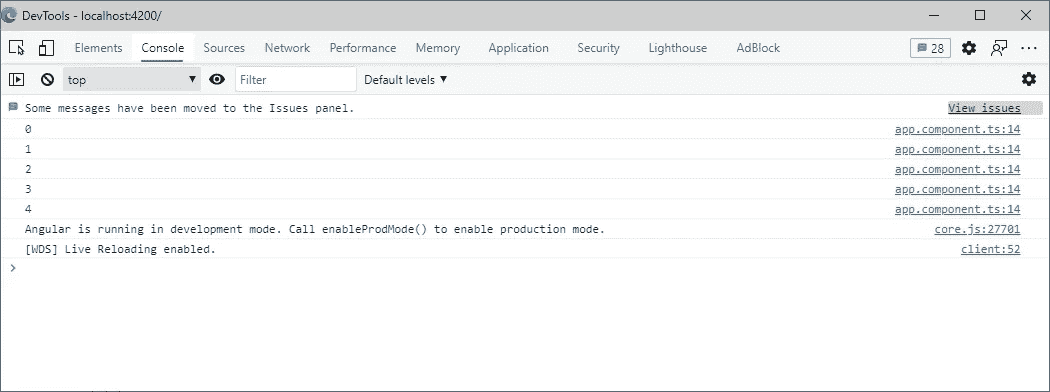 DevTools - localhost:4200/
Elements Console Sources Network Performance Memory Application Security Lighthouse AdBlock 28
top Filter Default levels
Some messages have been moved to the Issues panel. View issues
0 app.component.ts:14
1 app.component.ts:14
2 app.component.ts:14
3 app.component.ts:14
4 app.component.ts:14
Angular is running in development mode. Call enableProdMode() to enable production mode. core.js:27701
[WDS] Live Reloading enabled. client:52